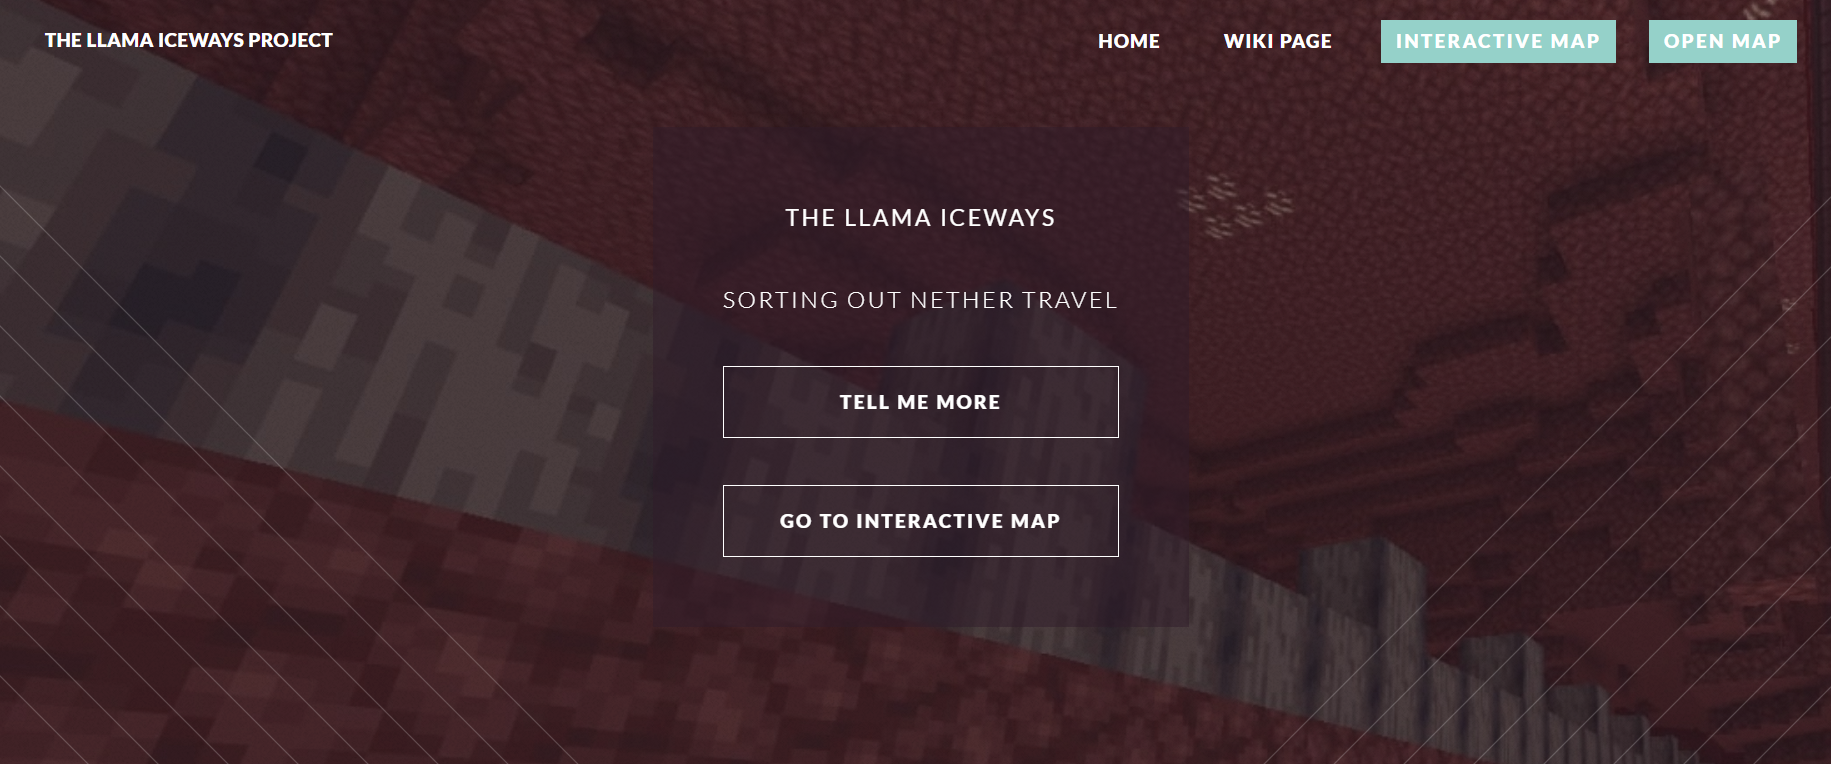 THE LLAMA ICEWAYS PROJECT
HOME
WIKI PAGE
INTERACTIVE MAP
OPEN MAP
THE LLAMA ICEWAYS
SORTING OUT NETHER TRAVEL
TELL ME MORE
GO TO INTERACTIVE MAP